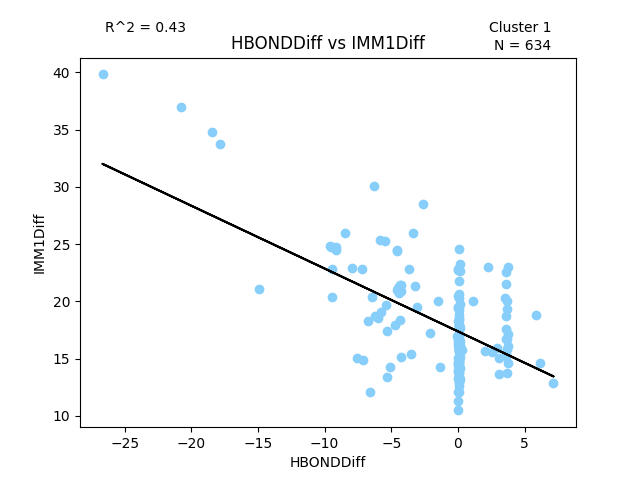 R^2 = 0.43
Cluster 1
N = 634
HBONDDiff vs IMM1Diff
40
35
30
25
20
15
10
IMM1Diff
−25 −20 −15 −10 −5 0 5
HBONDDiff